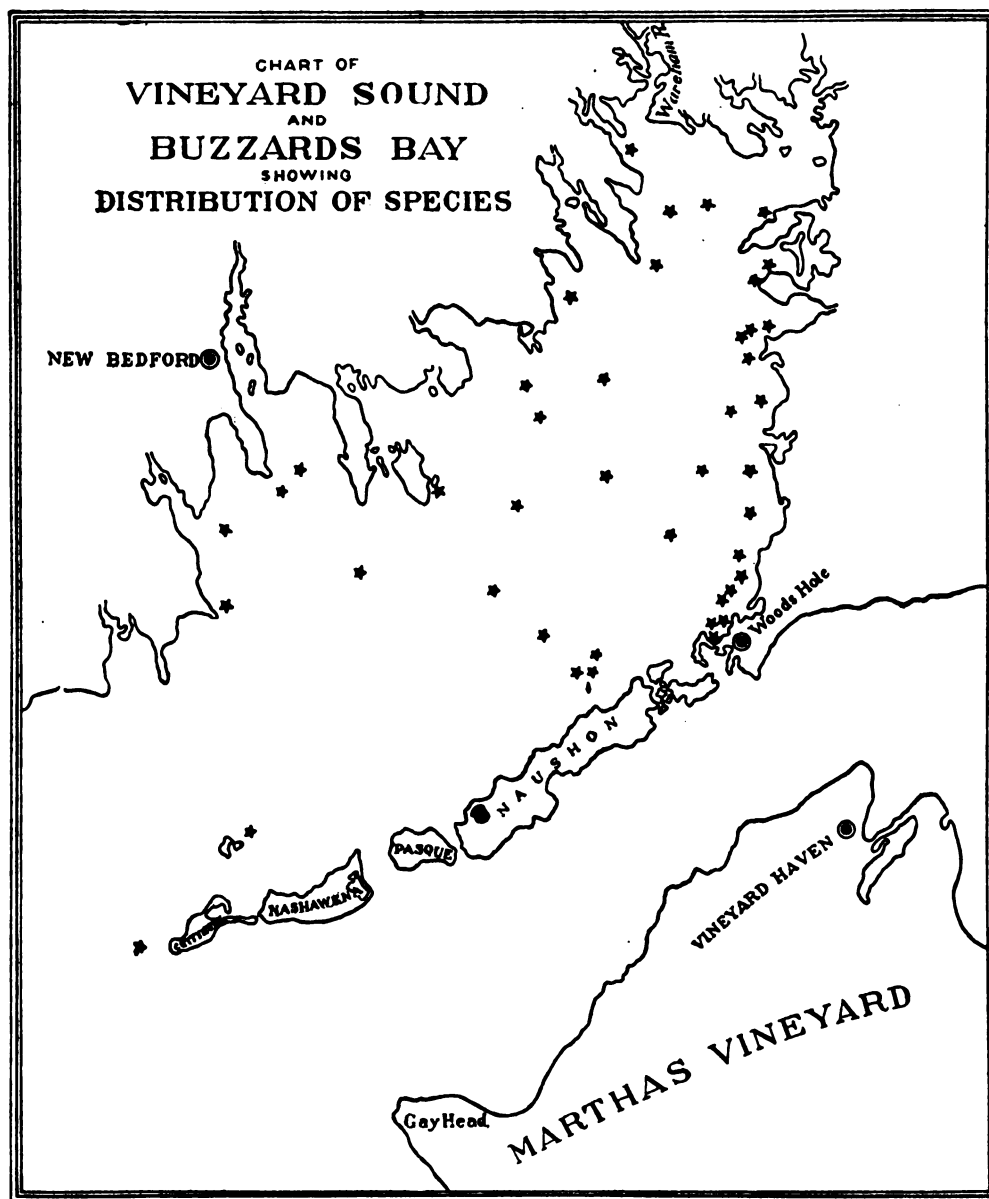 CHART OF
VINEYARD SOUND
AND
BUZZARDS BAY
SHOWING
DISTRIBUTION OF SPECIES
Wareham R.
NEW BEDFORD
Woods Hole
NAUSHON
PASQUE
NASHAWENA
VINEYARD HAVEN
MARTHAS VINEYARD
Gay Head